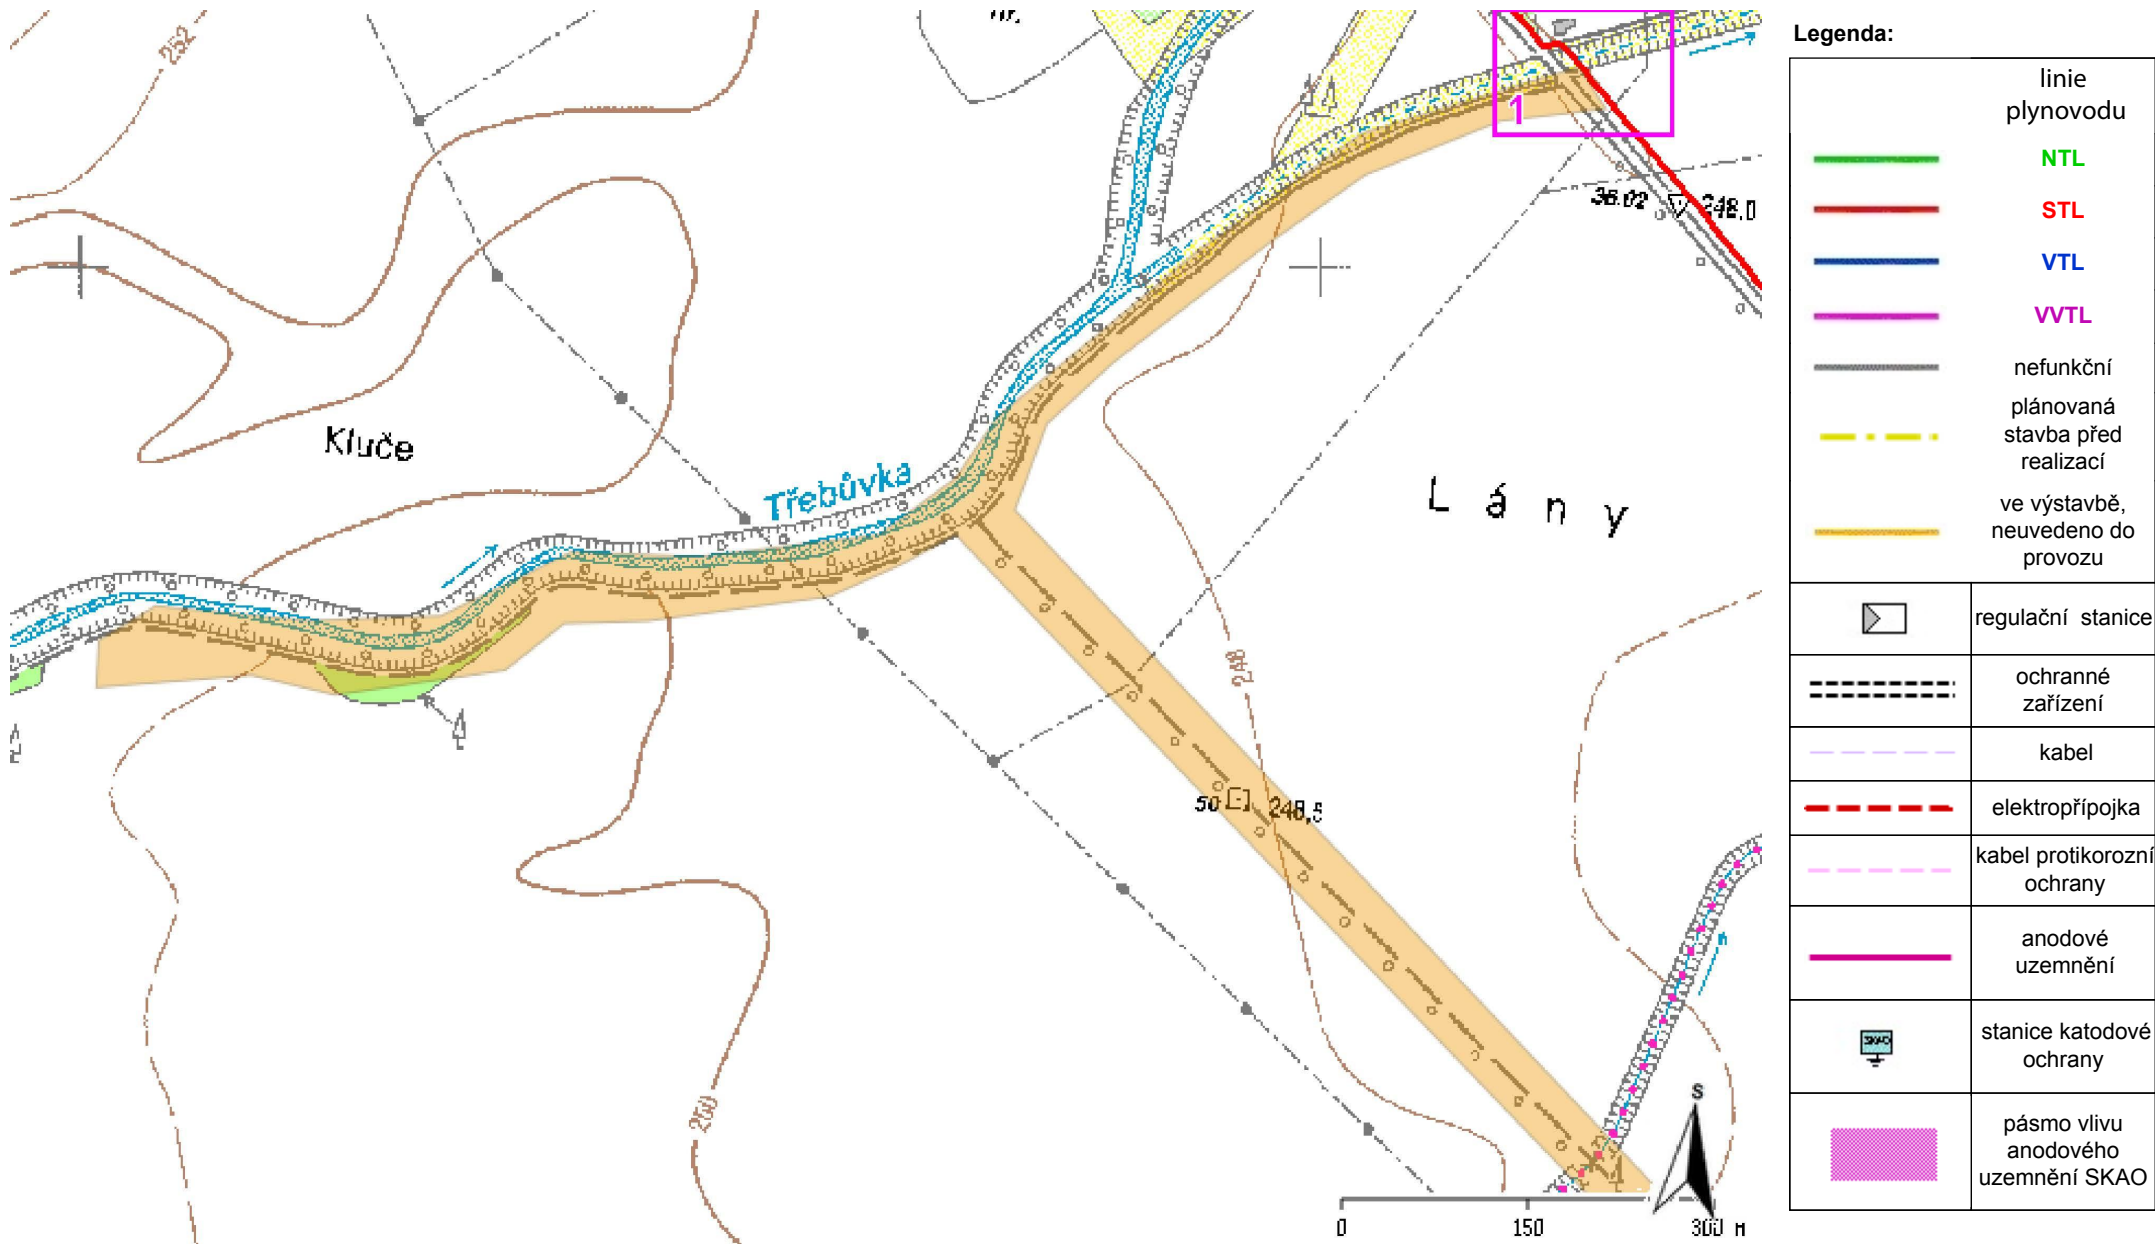 252
1
36.02
248,0
Kluče
Třebůvka
L á n y
248
50
248,5
260
S
0
150
300 M
Legenda:
linie
plynovodu
NTL
STL
VTL
VVTL
nefunkční
plánovaná
stavba před
realizací
ve výstavbě,
neuvedeno do
provozu
regulační stanice
ochranné
zařízení
kabel
elektropřípojka
kabel protikorozní
ochrany
anodové
uzemnění
SKAO
stanice katodové
ochrany
pásmo vlivu
anodového
uzemnění SKAO